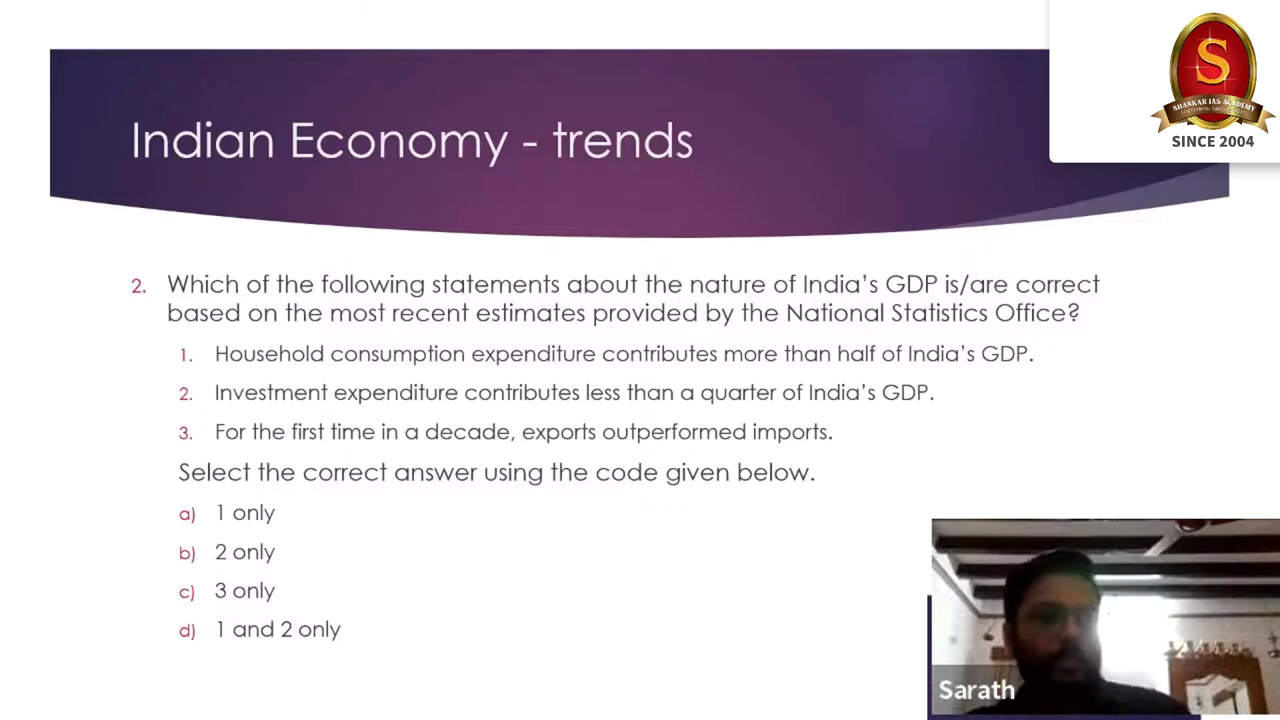 S
SHANKAR IAS ACADEMY
SINCE 2004
Indian Economy - trends
2. Which of the following statements about the nature of India's GDP is/are correct
based on the most recent estimates provided by the National Statistics Office?
1. Household consumption expenditure contributes more than half of India's GDP.
2. Investment expenditure contributes less than a quarter of India's GDP.
3. For the first time in a decade, exports outperformed imports.
Select the correct answer using the code given below.
a) 1 only
b) 2 only
c) 3 only
d) 1 and 2 only
Sarath